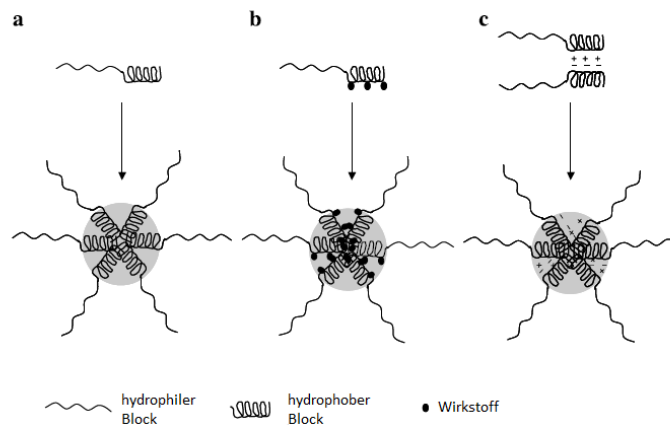 a
b
c
+ + +
− − −
hydrophiler
Block
hydrophober
Block
Wirkstoff